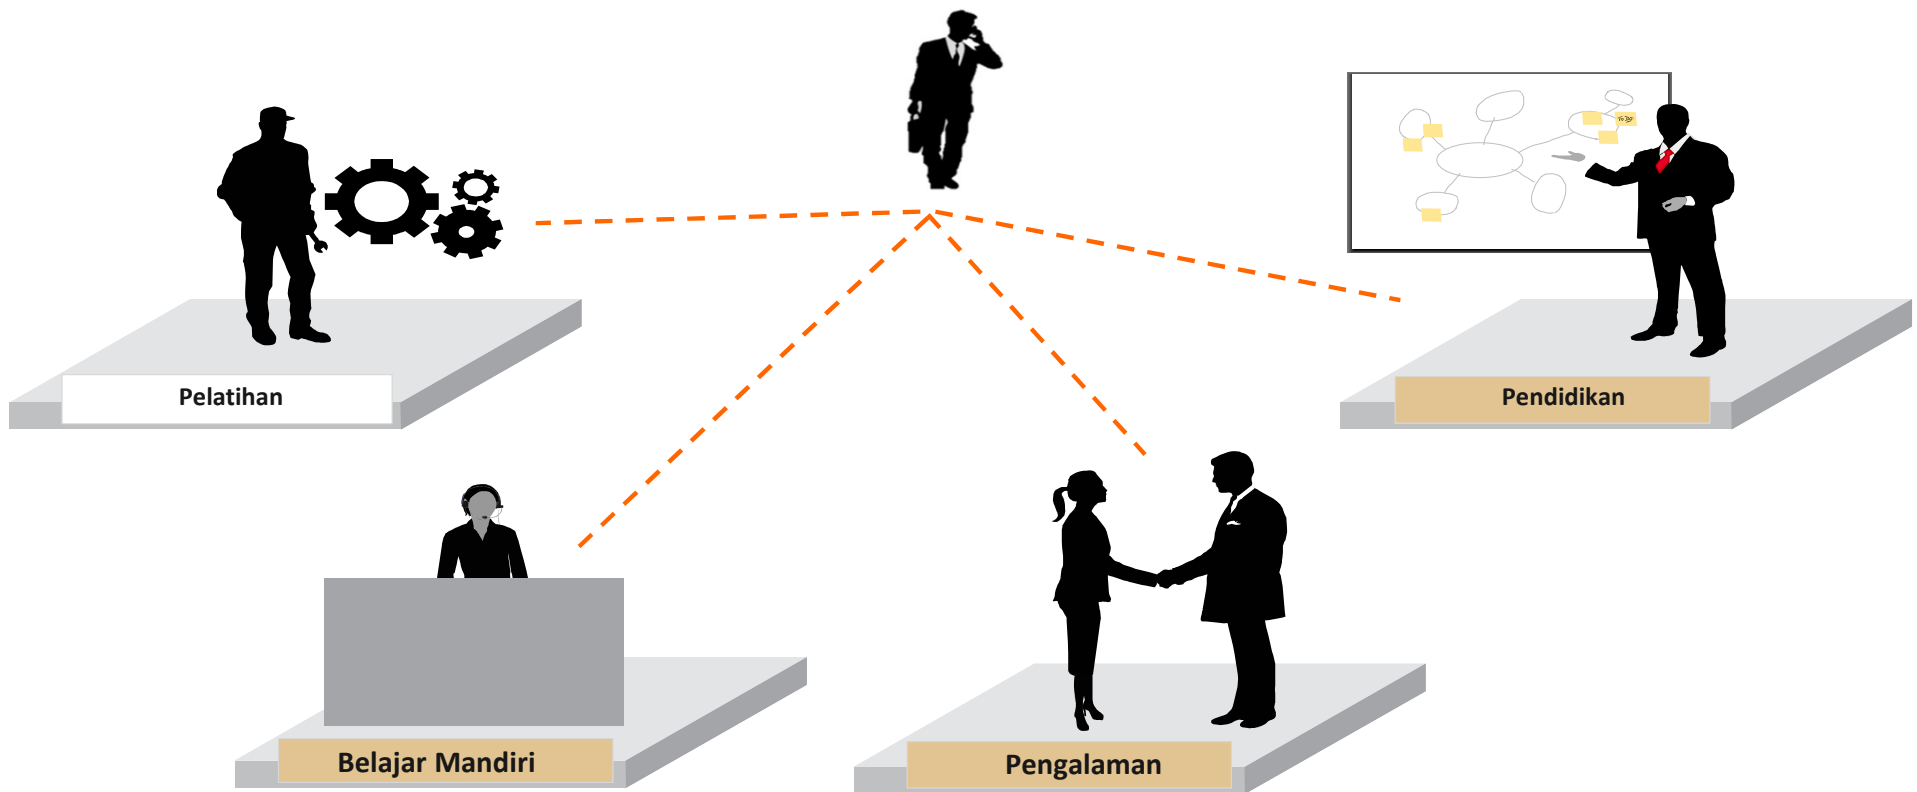 Pelatihan
Pendidikan
Belajar Mandiri
Pengalaman